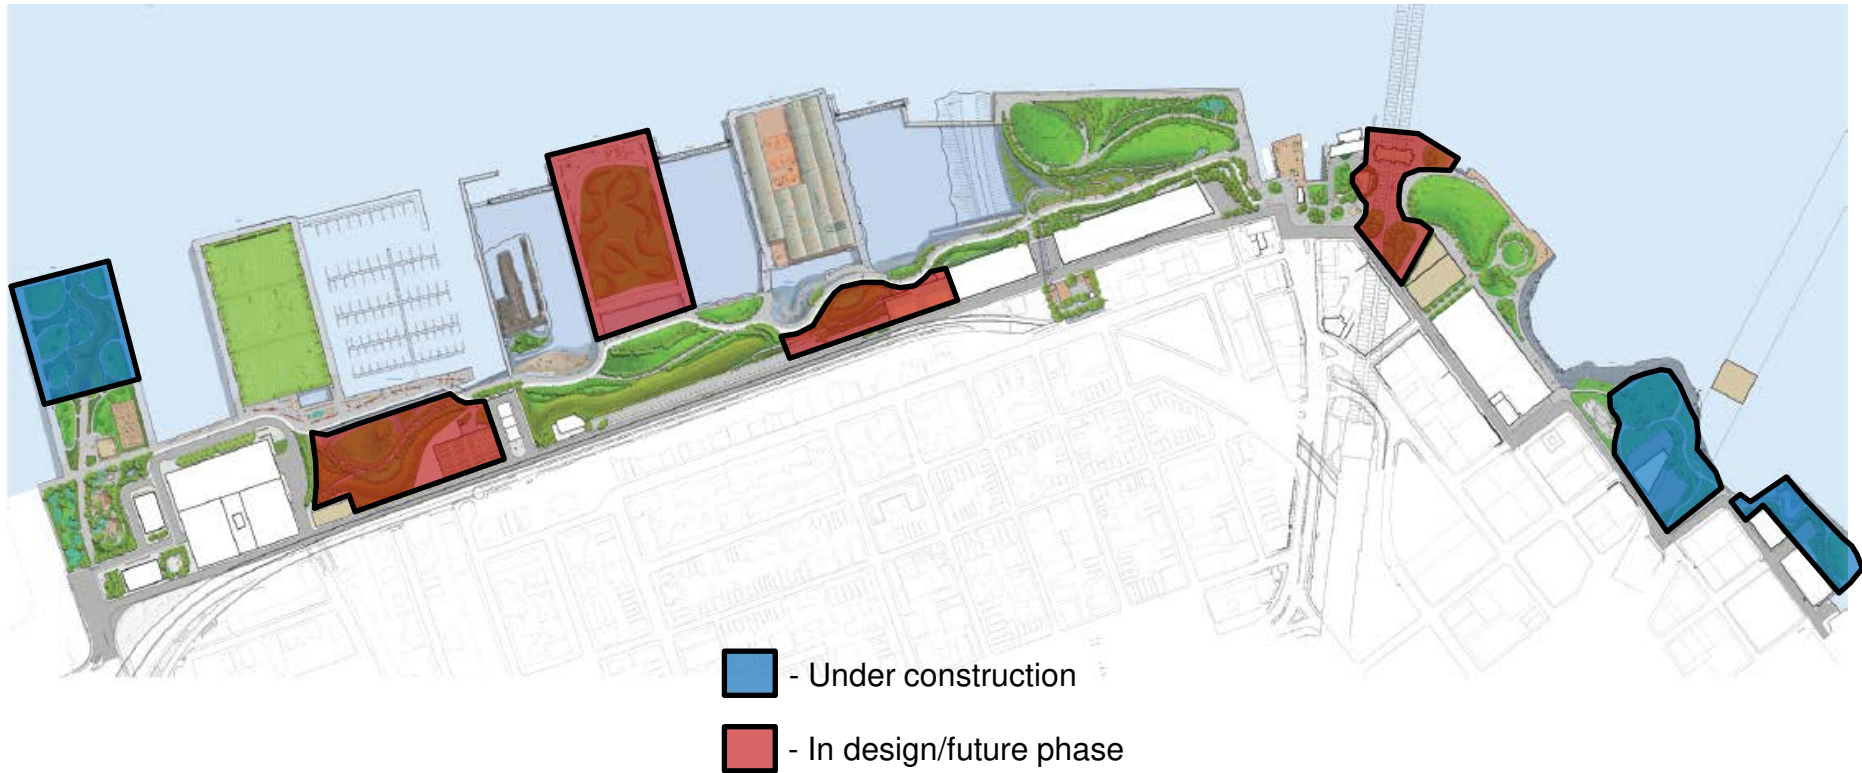 - Under construction
- In design/future phase